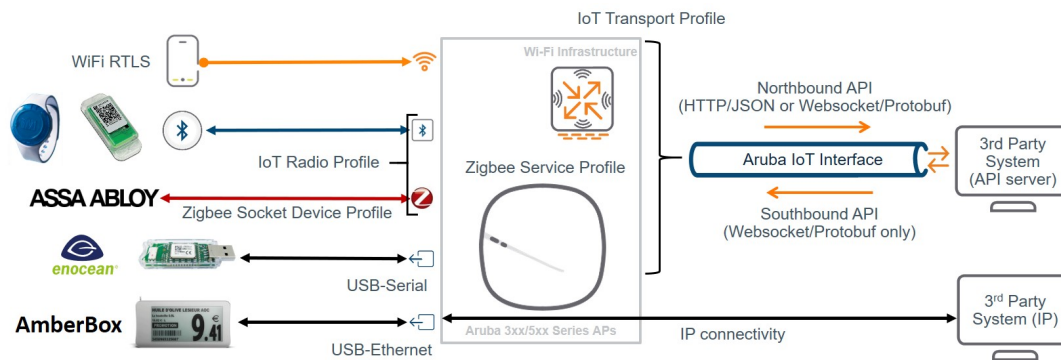 IoT Transport Profile
Wi-Fi Infrastructure
WiFi RTLS
Northbound API
(HTTP/JSON or Websocket/Protobuf)
IoT Radio Profile
Zigbee Service Profile
Aruba IoT Interface
3rd Party
System
(API server)
ASSA ABLOY
Zigbee Socket Device Profile
Southbound API
(Websocket/Protobuf only)
enocean®
USB-Serial
AmberBox
HUILE D'OLIVE
9.41
€
USB-Ethernet
Aruba 3xx/5xx Series APs
IP connectivity
3rd Party
System (IP)